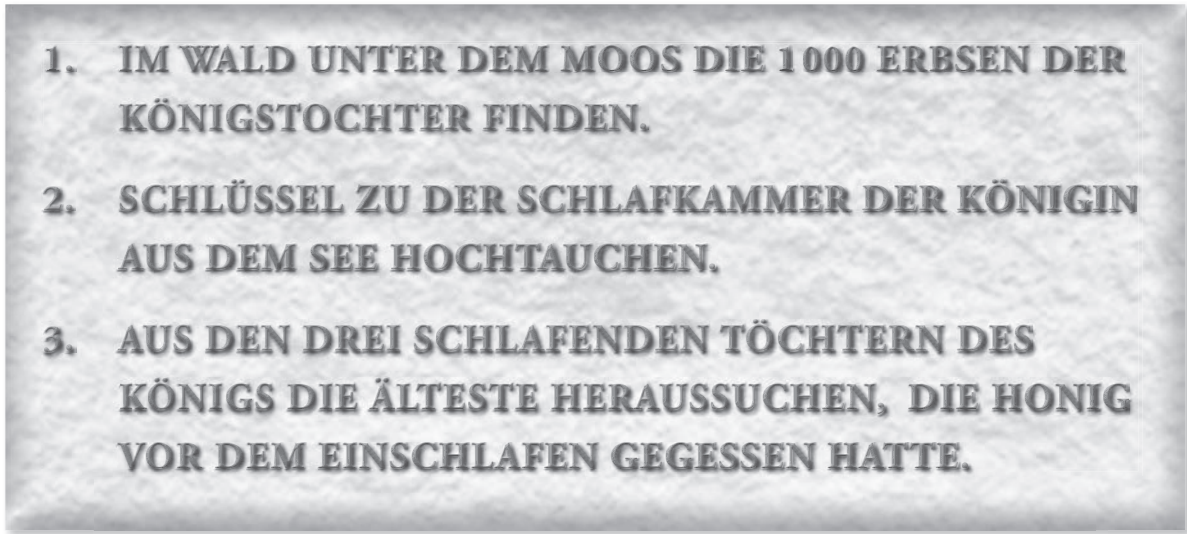 1. IM WALD UNTER DEM MOOS DIE 1000 ERBSEN DER
KÖNIGSTOCHTER FINDEN.
2. SCHLÜSSEL ZU DER SCHLAFKAMMER DER KÖNIGIN
AUS DEM SEE HOCHTAUCHEN.
3. AUS DEN DREI SCHLAFENDEN TÖCHTERN DES
KÖNIGS DIE ÄLTESTE HERAUSSUCHEN, DIE HONIG
VOR DEM EINSCHLAFEN GEGESSEN HATTE.